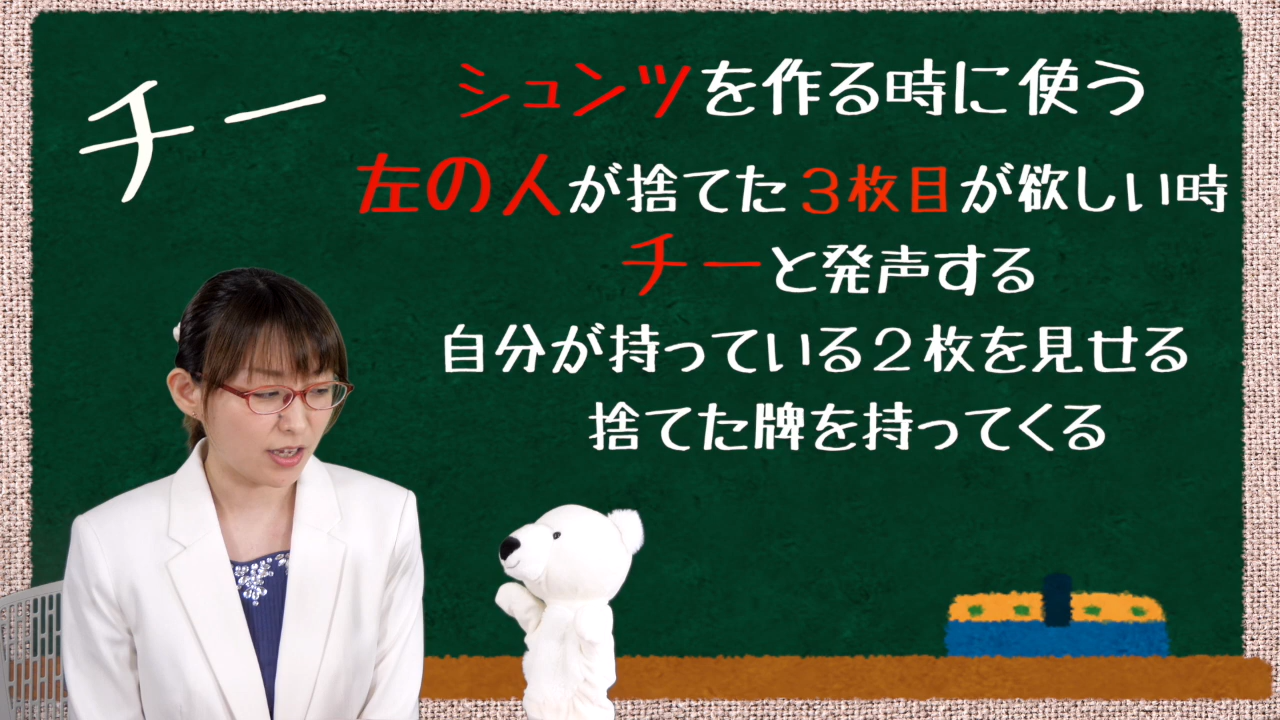 チー
シュンツを作る時に使う
左の人が捨てた３枚目が欲しい時
チーと発声する
自分が持っている２枚を見せる
捨てた牌を持ってくる